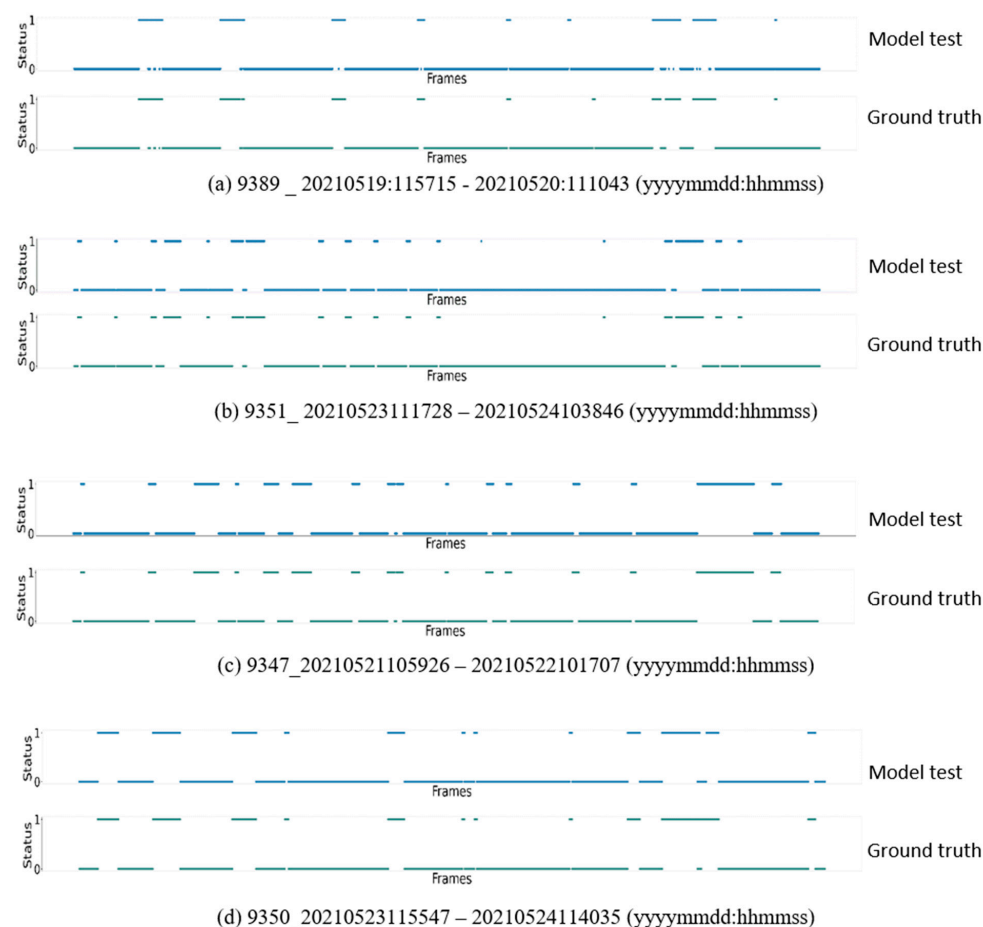 Status
1
0
Frames
Model test
Status
1
0
Frames
Ground truth
(a) 9389 _ 20210519:115715 - 20210520:111043 (yyyymmdd:hhmmss)
Status
1
0
Frames
Model test
Status
1
0
Frames
Ground truth
(b) 9351_ 20210523111728 – 20210524103846 (yyyymmdd:hhmmss)
Status
1
0
Frames
Model test
Status
1
0
Frames
Ground truth
(c) 9347_20210521105926 – 20210522101707 (yyyymmdd:hhmmss)
Status
1
0
Frames
Model test
Status
1
0
Frames
Ground truth
(d) 9350 20210523115547 – 20210524114035 (yyyymmdd:hhmmss)